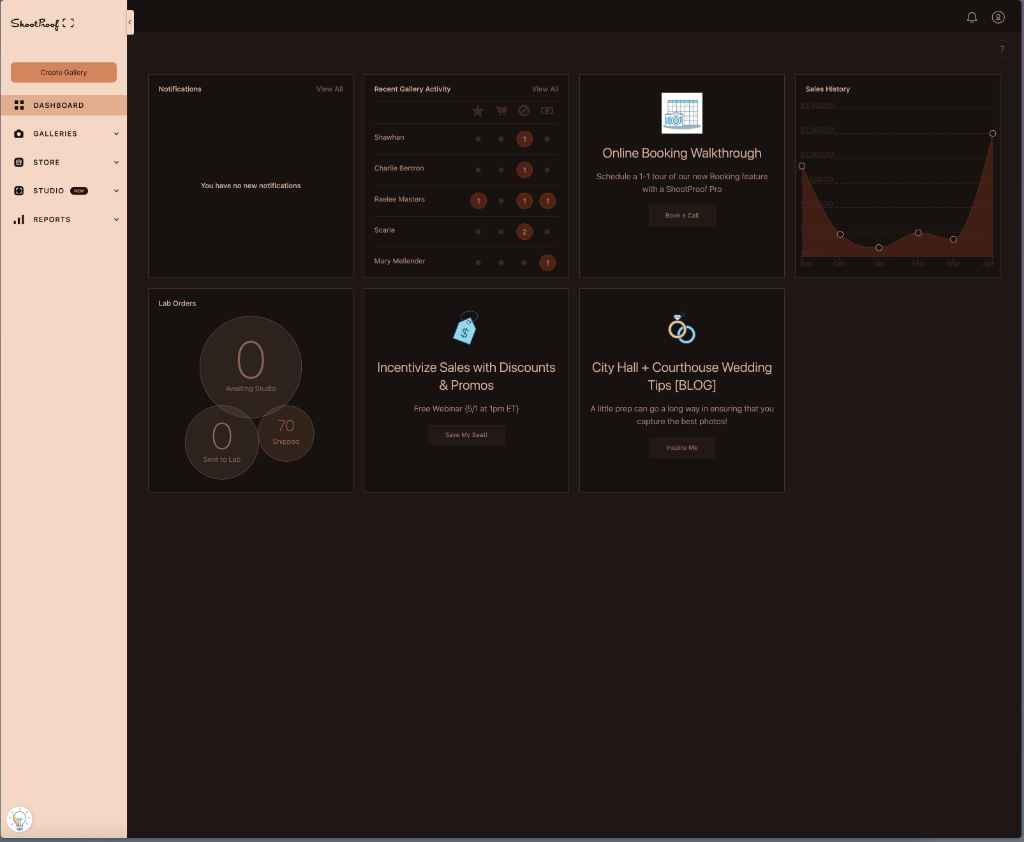 ShootProof
Create Gallery
DASHBOARD
GALLERIES
STORE
STUDIO NEW
REPORTS
?
Notifications
View All
You have no new notifications
Recent Gallery Activity
View All
Shawhan
1
Charlie Bentron
1
Raelee Masters
1 1 1
Scarle
2
Mary Mellender
1
Online Booking Walkthrough
Schedule a 1-1 tour of our new Booking feature
with a ShootProof Pro
Book a Call
Sales History
Lab Orders
0
Awaiting Studio
0
Sent to Lab
70
Shipped
$
Incentivize Sales with Discounts
& Promos
Free Webinar {5/1 at 1pm ET}
Save My Seat!
City Hall + Courthouse Wedding
Tips [BLOG]
A little prep can go a long way in ensuring that you
capture the best photos!
Inspire Me